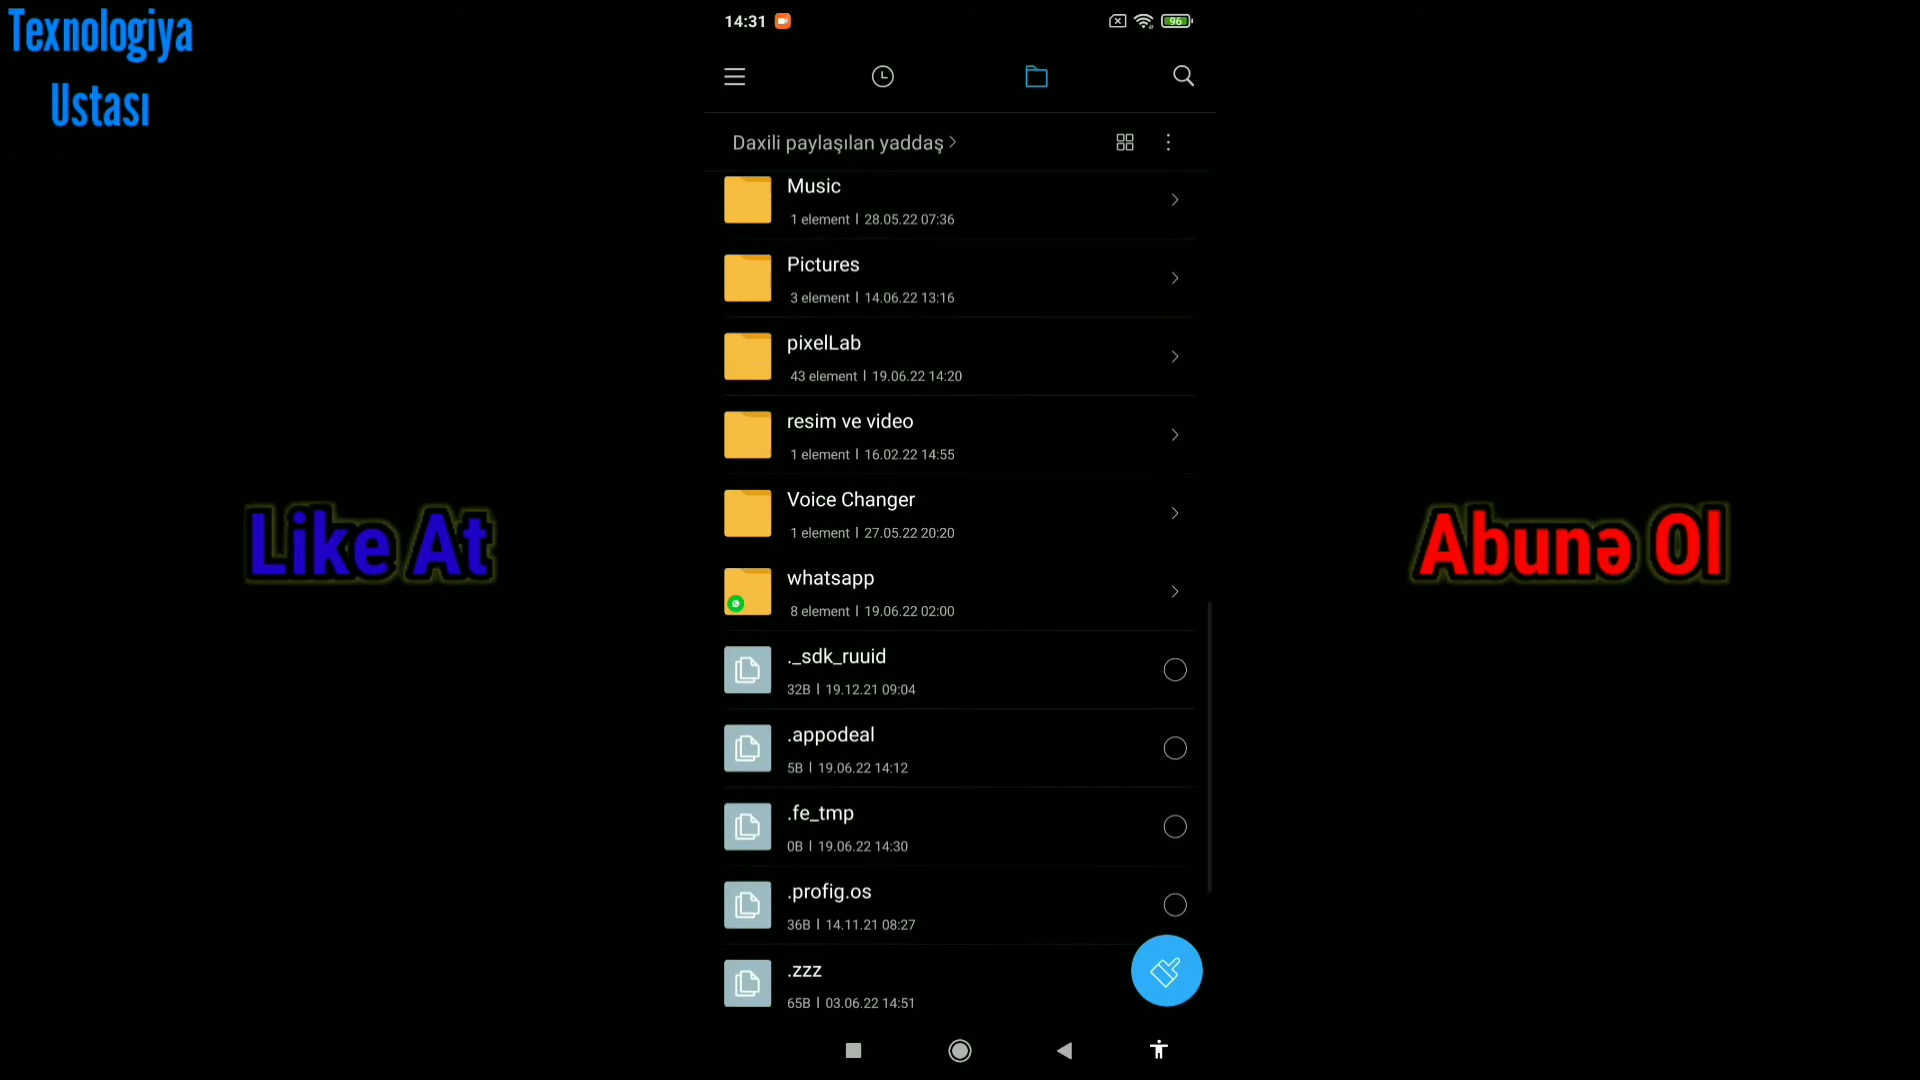 Texnologiya
Ustası
14:31
96
Daxili paylaşılan yaddaş
Music
1 element | 28.05.22 07:36
Pictures
3 element | 14.06.22 13:16
pixelLab
43 element | 19.06.22 14:20
resim ve video
1 element | 16.02.22 14:55
Voice Changer
1 element | 27.05.22 20:20
whatsapp
8 element | 19.06.22 02:00
._sdk_ruuid
32B | 19.12.21 09:04
.appodeal
5B | 19.06.22 14:12
.fe_tmp
0B | 19.06.22 14:30
.profig.os
36B | 14.11.21 08:27
.zzz
65B | 03.06.22 14:51
Like At
Abunə Ol